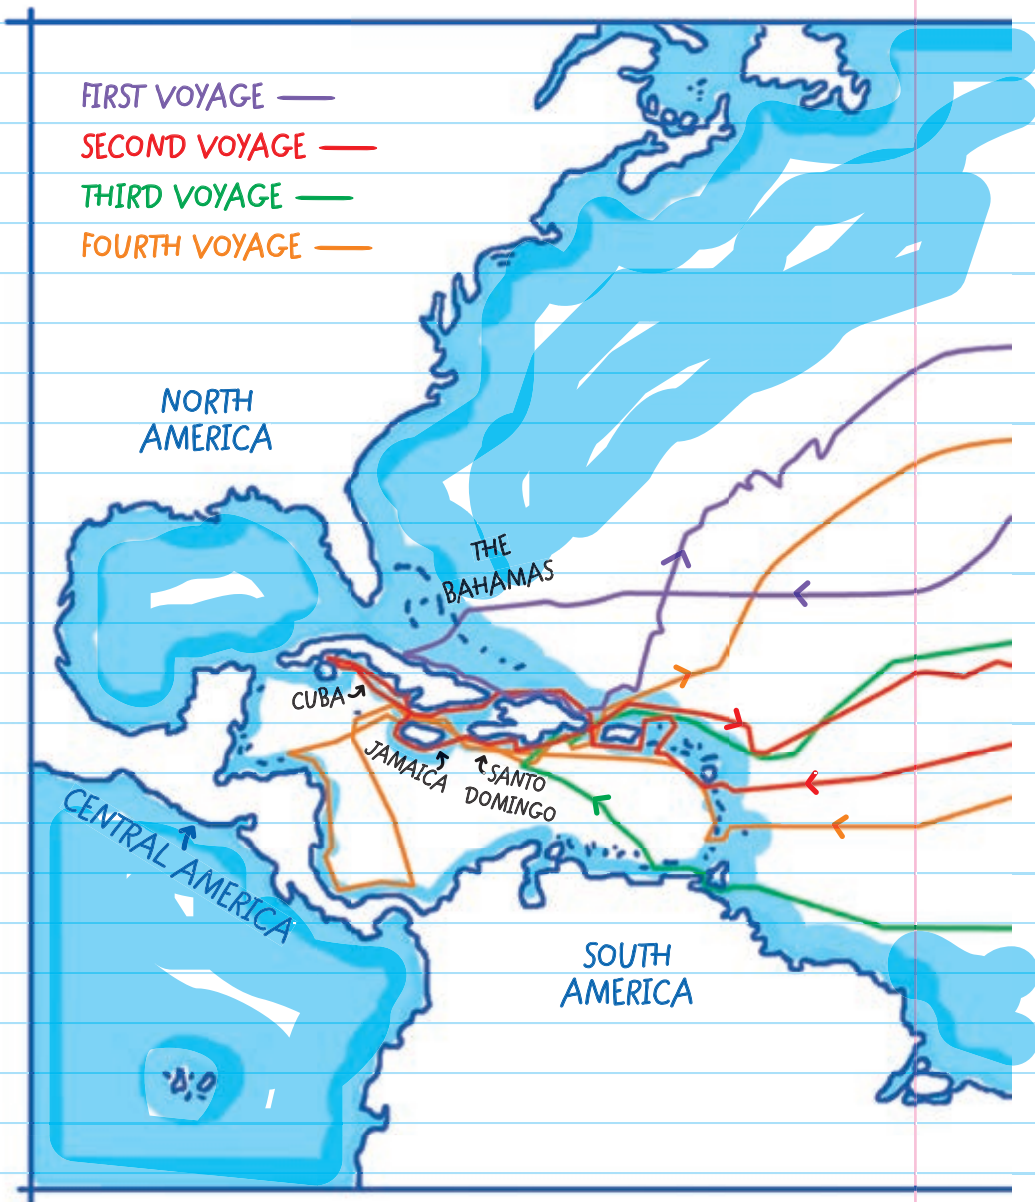 FIRST VOYAGE
SECOND VOYAGE
THIRD VOYAGE
FOURTH VOYAGE
NORTH
AMERICA
THE
BAHAMAS
CUBA
JAMAICA
SANTO
DOMINGO
CENTRAL AMERICA
SOUTH
AMERICA